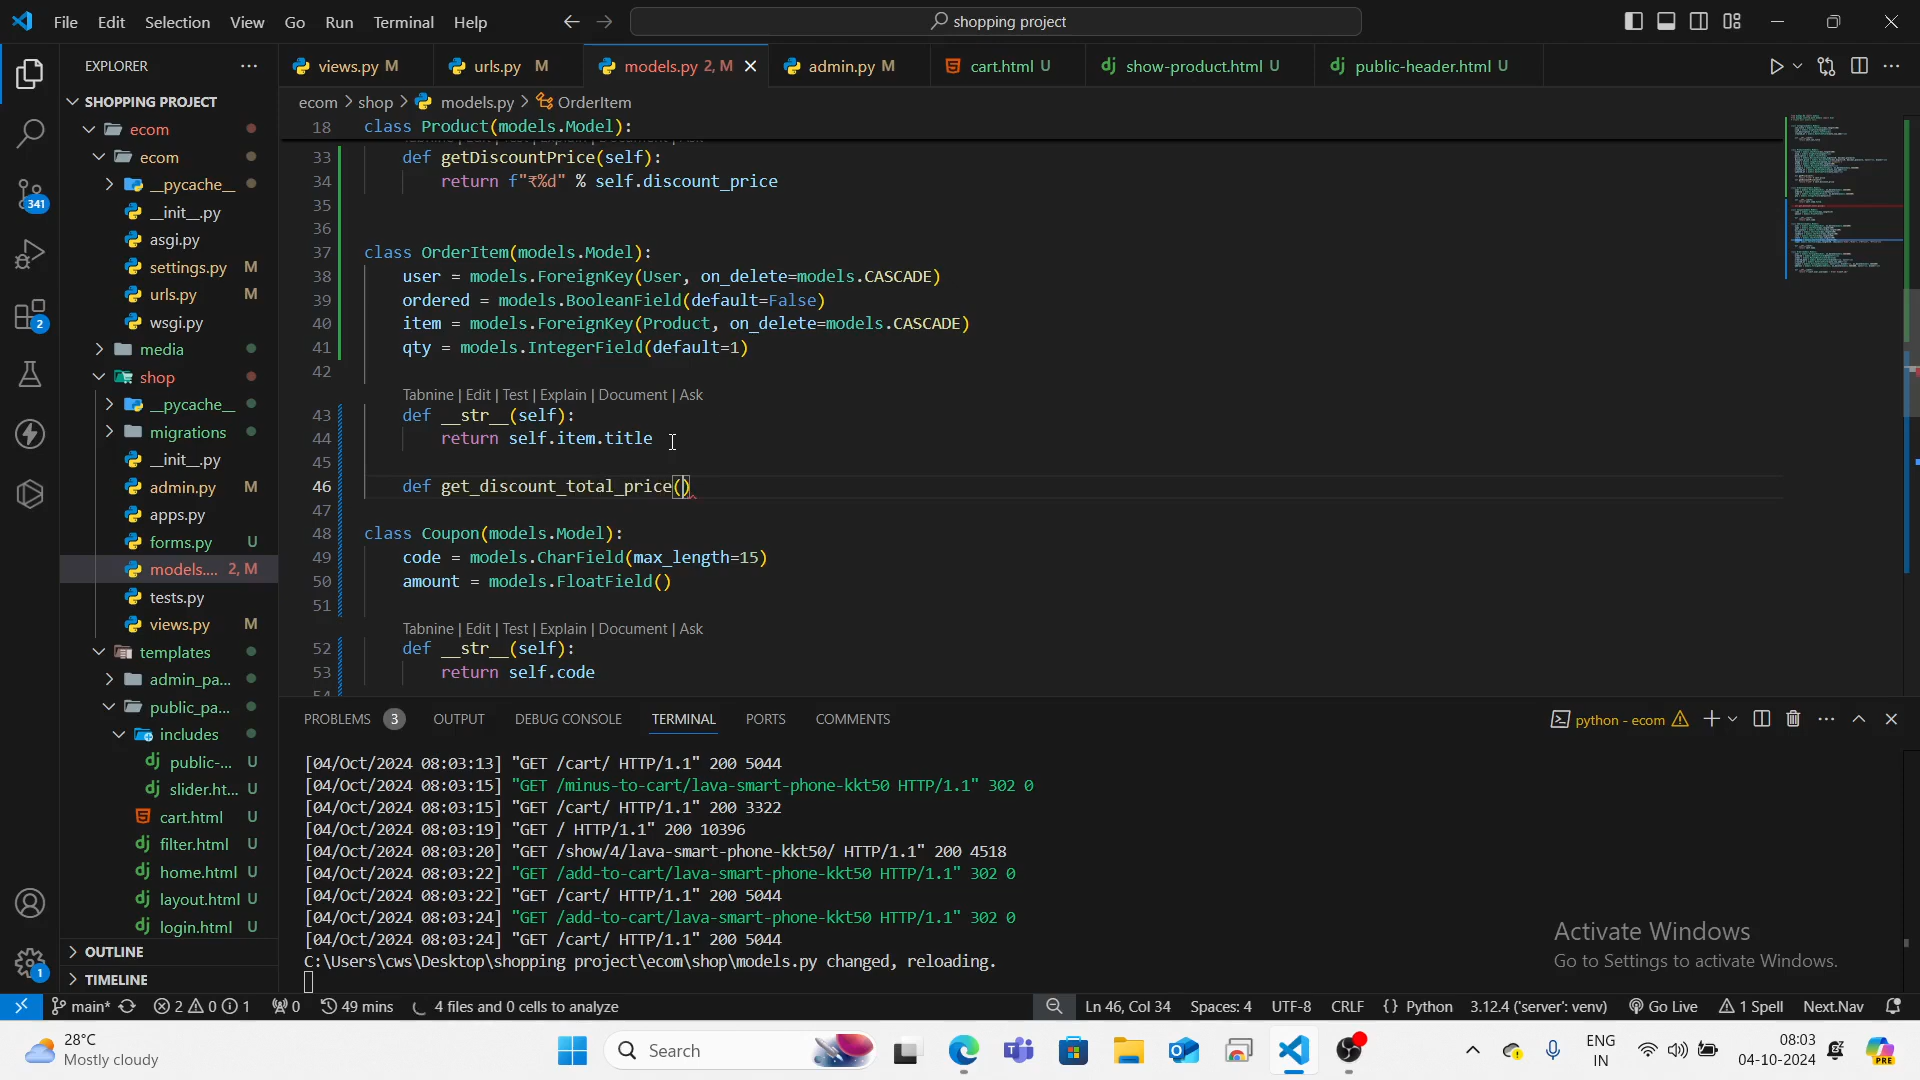 File Edit Selection View Go Run Terminal Help
shopping project
EXPLORER
SHOPPING PROJECT
ecom
ecom
__pycache__
__init__.py
asgi.py
settings.py M
urls.py M
wsgi.py
media
shop
__pycache__
migrations
__init__.py
admin.py M
apps.py
forms.py U
models.... 2, M
tests.py
views.py M
templates
admin_pa...
public_pa...
includes
public-... U
slider.ht... U
cart.html U
filter.html U
home.html U
layout.html U
login.html U
OUTLINE
TIMELINE
341
2
1
views.py M urls.py M models.py 2, M admin.py M cart.html U show-product.html U public-header.html U
ecom > shop > models.py > OrderItem
18 class Product(models.Model):
33 def getDiscountPrice(self):
34 return f"₹%d" % self.discount_price
35
36
37 class OrderItem(models.Model):
38 user = models.ForeignKey(User, on_delete=models.CASCADE)
39 ordered = models.BooleanField(default=False)
40 item = models.ForeignKey(Product, on_delete=models.CASCADE)
41 qty = models.IntegerField(default=1)
42
Tabnine | Edit | Test | Explain | Document | Ask
43 def __str__(self):
44 return self.item.title
45
46 def get_discount_total_price()
47
48 class Coupon(models.Model):
49 code = models.CharField(max_length=15)
50 amount = models.FloatField()
51
Tabnine | Edit | Test | Explain | Document | Ask
52 def __str__(self):
53 return self.code
54
PROBLEMS 3 OUTPUT DEBUG CONSOLE TERMINAL PORTS COMMENTS
python - ecom
[04/Oct/2024 08:03:13] "GET /cart/ HTTP/1.1" 200 5044
[04/Oct/2024 08:03:15] "GET /minus-to-cart/lava-smart-phone-kkt50 HTTP/1.1" 302 0
[04/Oct/2024 08:03:15] "GET /cart/ HTTP/1.1" 200 3322
[04/Oct/2024 08:03:19] "GET / HTTP/1.1" 200 10396
[04/Oct/2024 08:03:20] "GET /show/4/lava-smart-phone-kkt50/ HTTP/1.1" 200 4518
[04/Oct/2024 08:03:22] "GET /add-to-cart/lava-smart-phone-kkt50 HTTP/1.1" 302 0
[04/Oct/2024 08:03:22] "GET /cart/ HTTP/1.1" 200 5044
[04/Oct/2024 08:03:24] "GET /add-to-cart/lava-smart-phone-kkt50 HTTP/1.1" 302 0
[04/Oct/2024 08:03:24] "GET /cart/ HTTP/1.1" 200 5044
C:\Users\cws\Desktop\shopping project\ecom\shop\models.py changed, reloading.
Activate Windows
Go to Settings to activate Windows.
main* 2 0 1 0 49 mins 4 files and 0 cells to analyze Ln 46, Col 34 Spaces: 4 UTF-8 CRLF {} Python 3.12.4 ('server': venv) Go Live 1 Spell Next.Nav
28°C
Mostly cloudy
Search
ENG
IN
08:03
04-10-2024
PRE